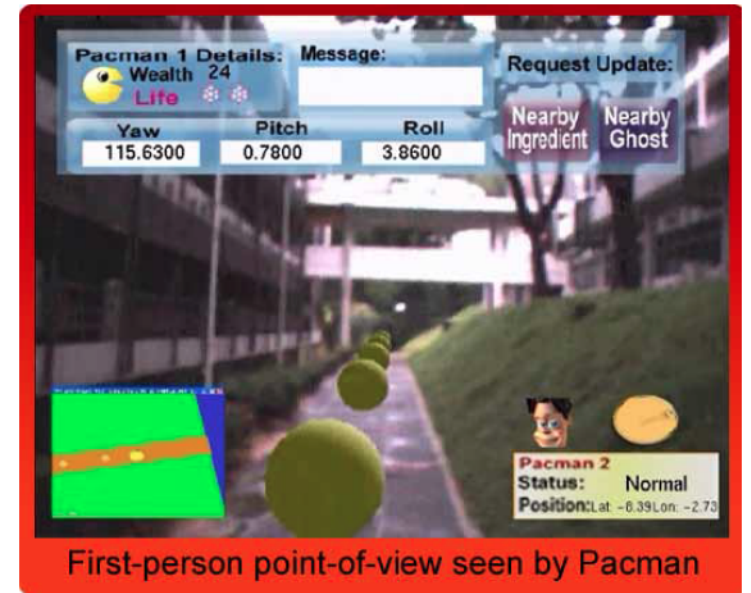 Pacman 1 Details:
Wealth 24
Life
Message:
Request Update:
Nearby Ingredient
Nearby Ghost
Yaw
Pitch
Roll
115.6300
0.7800
3.8600
Pacman 2
Status: Normal
Position:Lat: -8.39Lon: -2.73
First-person point-of-view seen by Pacman